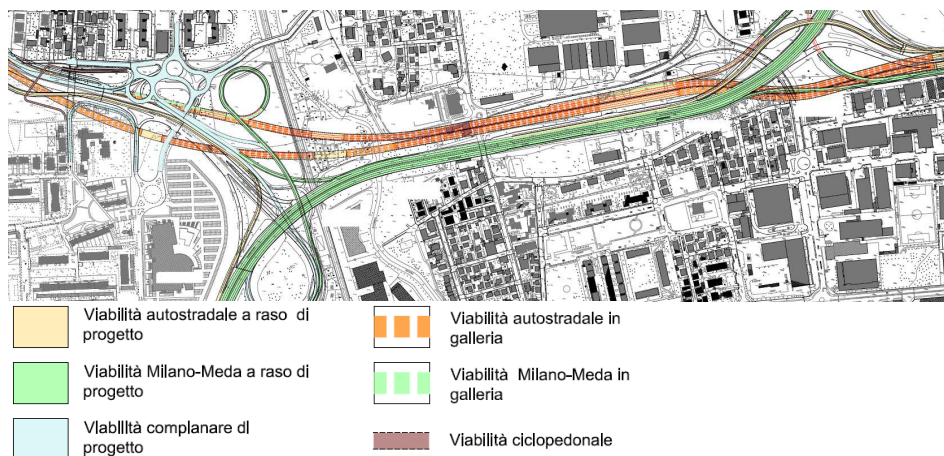 Viabilità autostradale a raso di
progetto
Viabilità Milano-Meda a raso di
progetto
VIabIlItà complanare dI
progetto
Viabilità autostradale in
galleria
Viabilità Milano-Meda in
galleria
Viabilità ciclopedonale